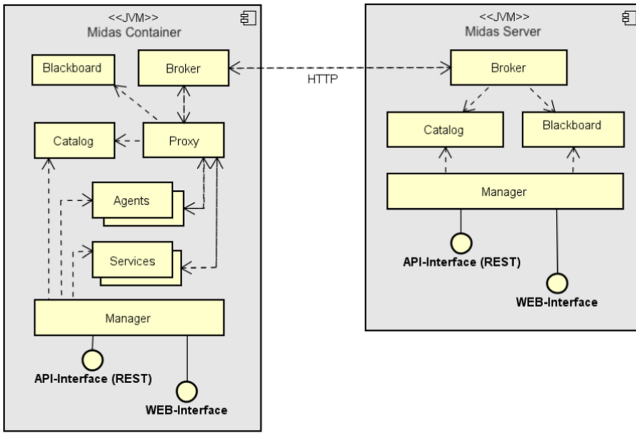 <<JVM>>
Midas Container
Blackboard
Broker
Catalog
Proxy
Agents
Services
Manager
API-Interface (REST)
WEB-Interface
HTTP
<<JVM>>
Midas Server
Broker
Catalog
Blackboard
Manager
API-Interface (REST)
WEB-Interface